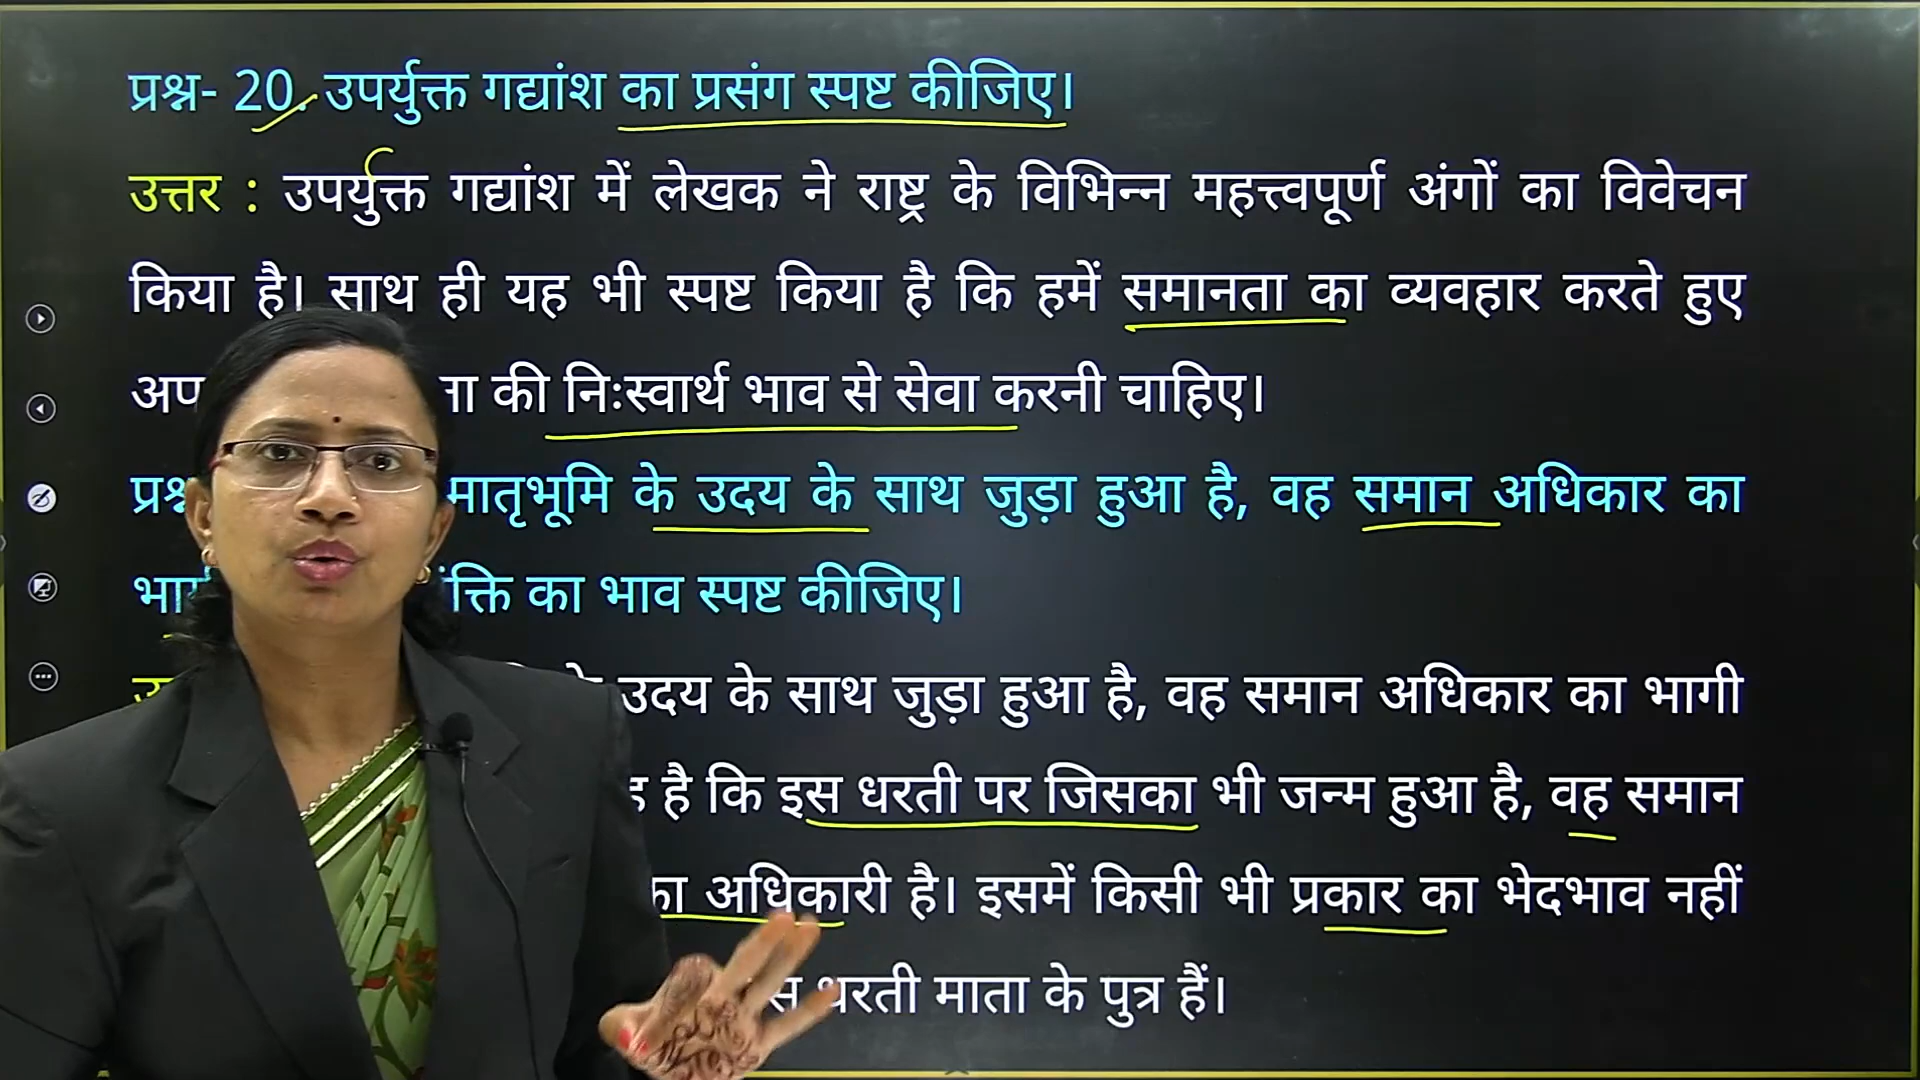 प्रश्न- 20. उपर्युक्त गद्यांश का प्रसंग स्पष्ट कीजिए।
उत्तर : उपर्युक्त गद्यांश में लेखक ने राष्ट्र के विभिन्न महत्त्वपूर्ण अंगों का विवेचन
किया है। साथ ही यह भी स्पष्ट किया है कि हमें समानता का व्यवहार करते हुए
की निःस्वार्थ भाव से सेवा करनी चाहिए।
मातृभूमि के उदय के साथ जुड़ा हुआ है, वह समान अधिकार का
का भाव स्पष्ट कीजिए।
उदय के साथ जुड़ा हुआ है, वह समान अधिकार का भागी
है कि इस धरती पर जिसका भी जन्म हुआ है, वह समान
अधिकारी है। इसमें किसी भी प्रकार का भेदभाव नहीं
धरती माता के पुत्र हैं।